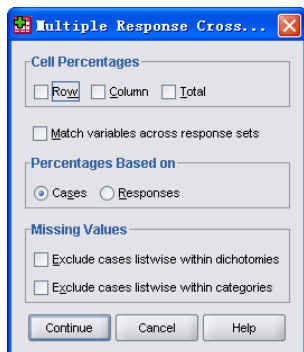 Multiple Response Cross...
Cell Percentages
Row Column Total
Match variables across response sets
Percentages Based on
Cases Responses
Missing Values
Exclude cases listwise within dichotomies
Exclude cases listwise within categories
Continue Cancel Help